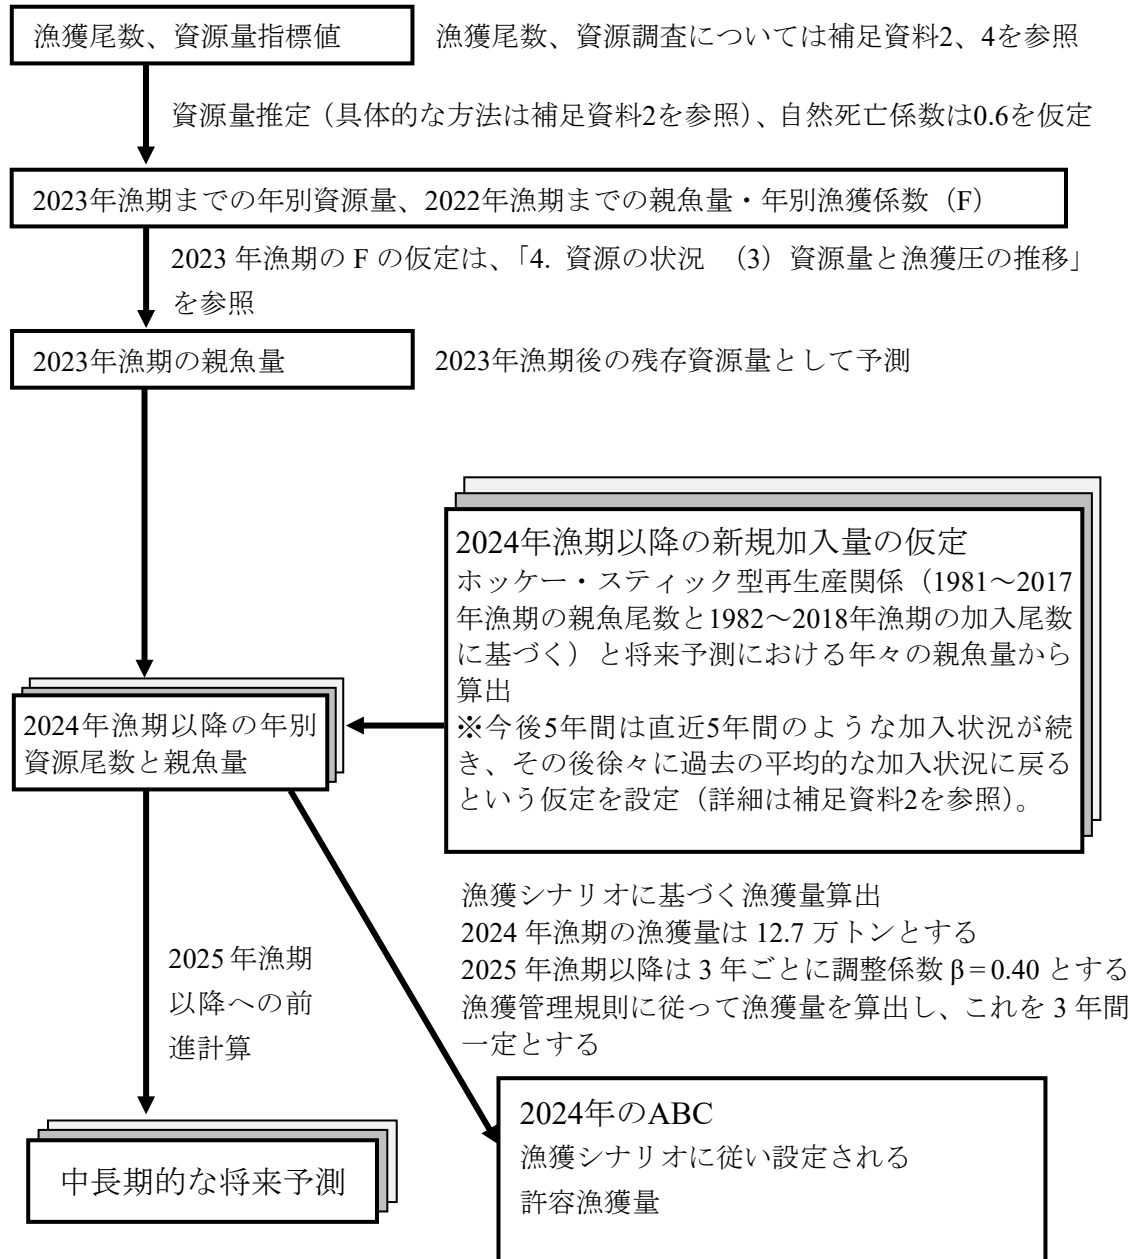 漁獲尾数、資源量指標値
漁獲尾数、資源調査については補足資料2、4を参照
資源量推定（具体的な方法は補足資料2を参照）、自然死亡係数は0.6を仮定
2023年漁期までの年別資源量、2022年漁期までの親魚量・年別漁獲係数（F）
2023 年漁期の F の仮定は、「4. 資源の状況　（3）資源量と漁獲圧の推移」
を参照
2023年漁期の親魚量
2023年漁期後の残存資源量として予測
2024年漁期以降の新規加入量の仮定
ホッケー・スティック型再生産関係（1981～2017
年漁期の親魚尾数と1982～2018年漁期の加入尾数
に基づく）と将来予測における年々の親魚量から
算出
※今後5年間は直近5年間のような加入状況が続
き、その後徐々に過去の平均的な加入状況に戻る
という仮定を設定（詳細は補足資料2を参照）。
2024年漁期以降の年別
資源尾数と親魚量
漁獲シナリオに基づく漁獲量算出
2024 年漁期の漁獲量は 12.7 万トンとする
2025 年漁期以降は 3 年ごとに調整係数 β = 0.40 とする
漁獲管理規則に従って漁獲量を算出し、これを 3 年間
一定とする
2025 年漁期
以降への前
進計算
2024年のABC
漁獲シナリオに従い設定される
許容漁獲量
中長期的な将来予測